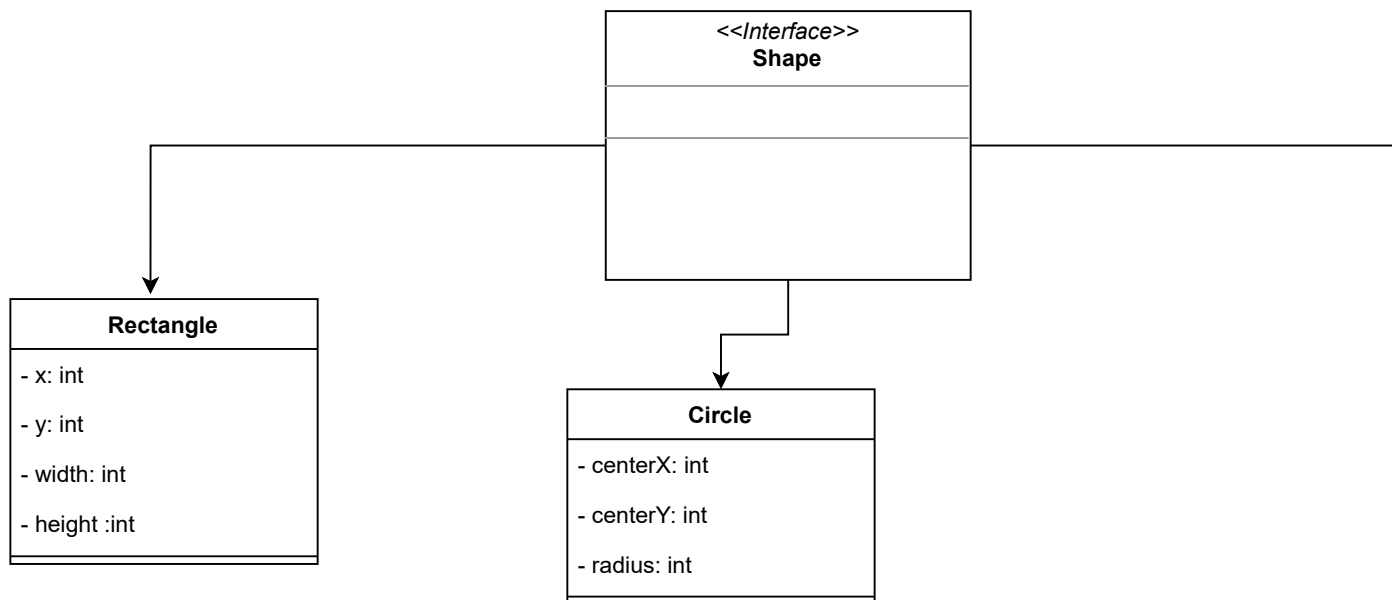 <<Interface>>
Shape
Rectangle
- x: int
- y: int
- width: int
- height :int
Circle
- centerX: int
- centerY: int
- radius: int